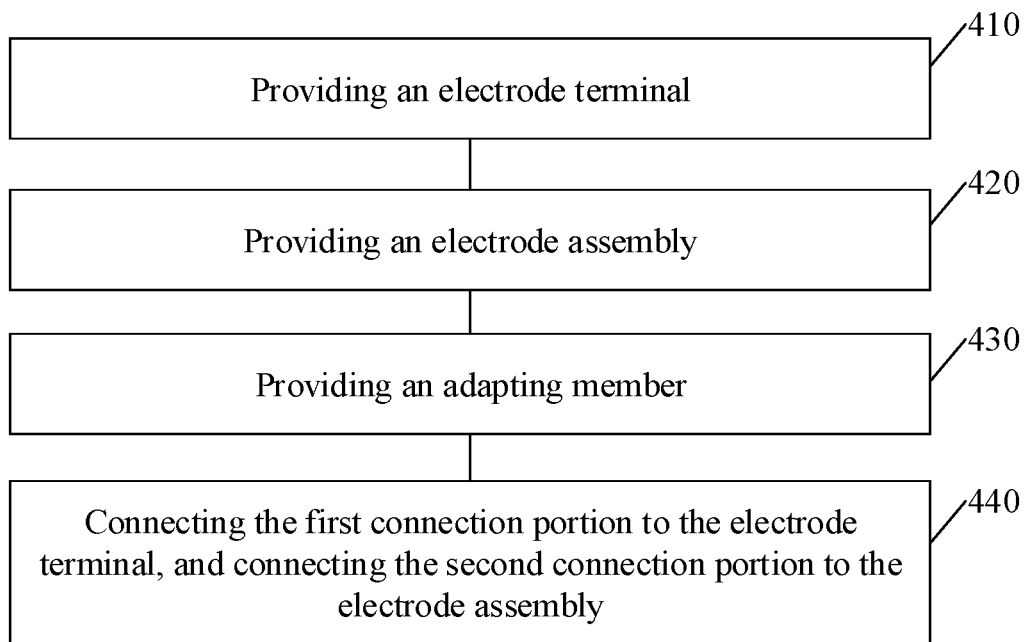 410
Providing an electrode terminal
420
Providing an electrode assembly
430
Providing an adapting member
440
Connecting the first connection portion to the electrode
terminal, and connecting the second connection portion to the
electrode assembly